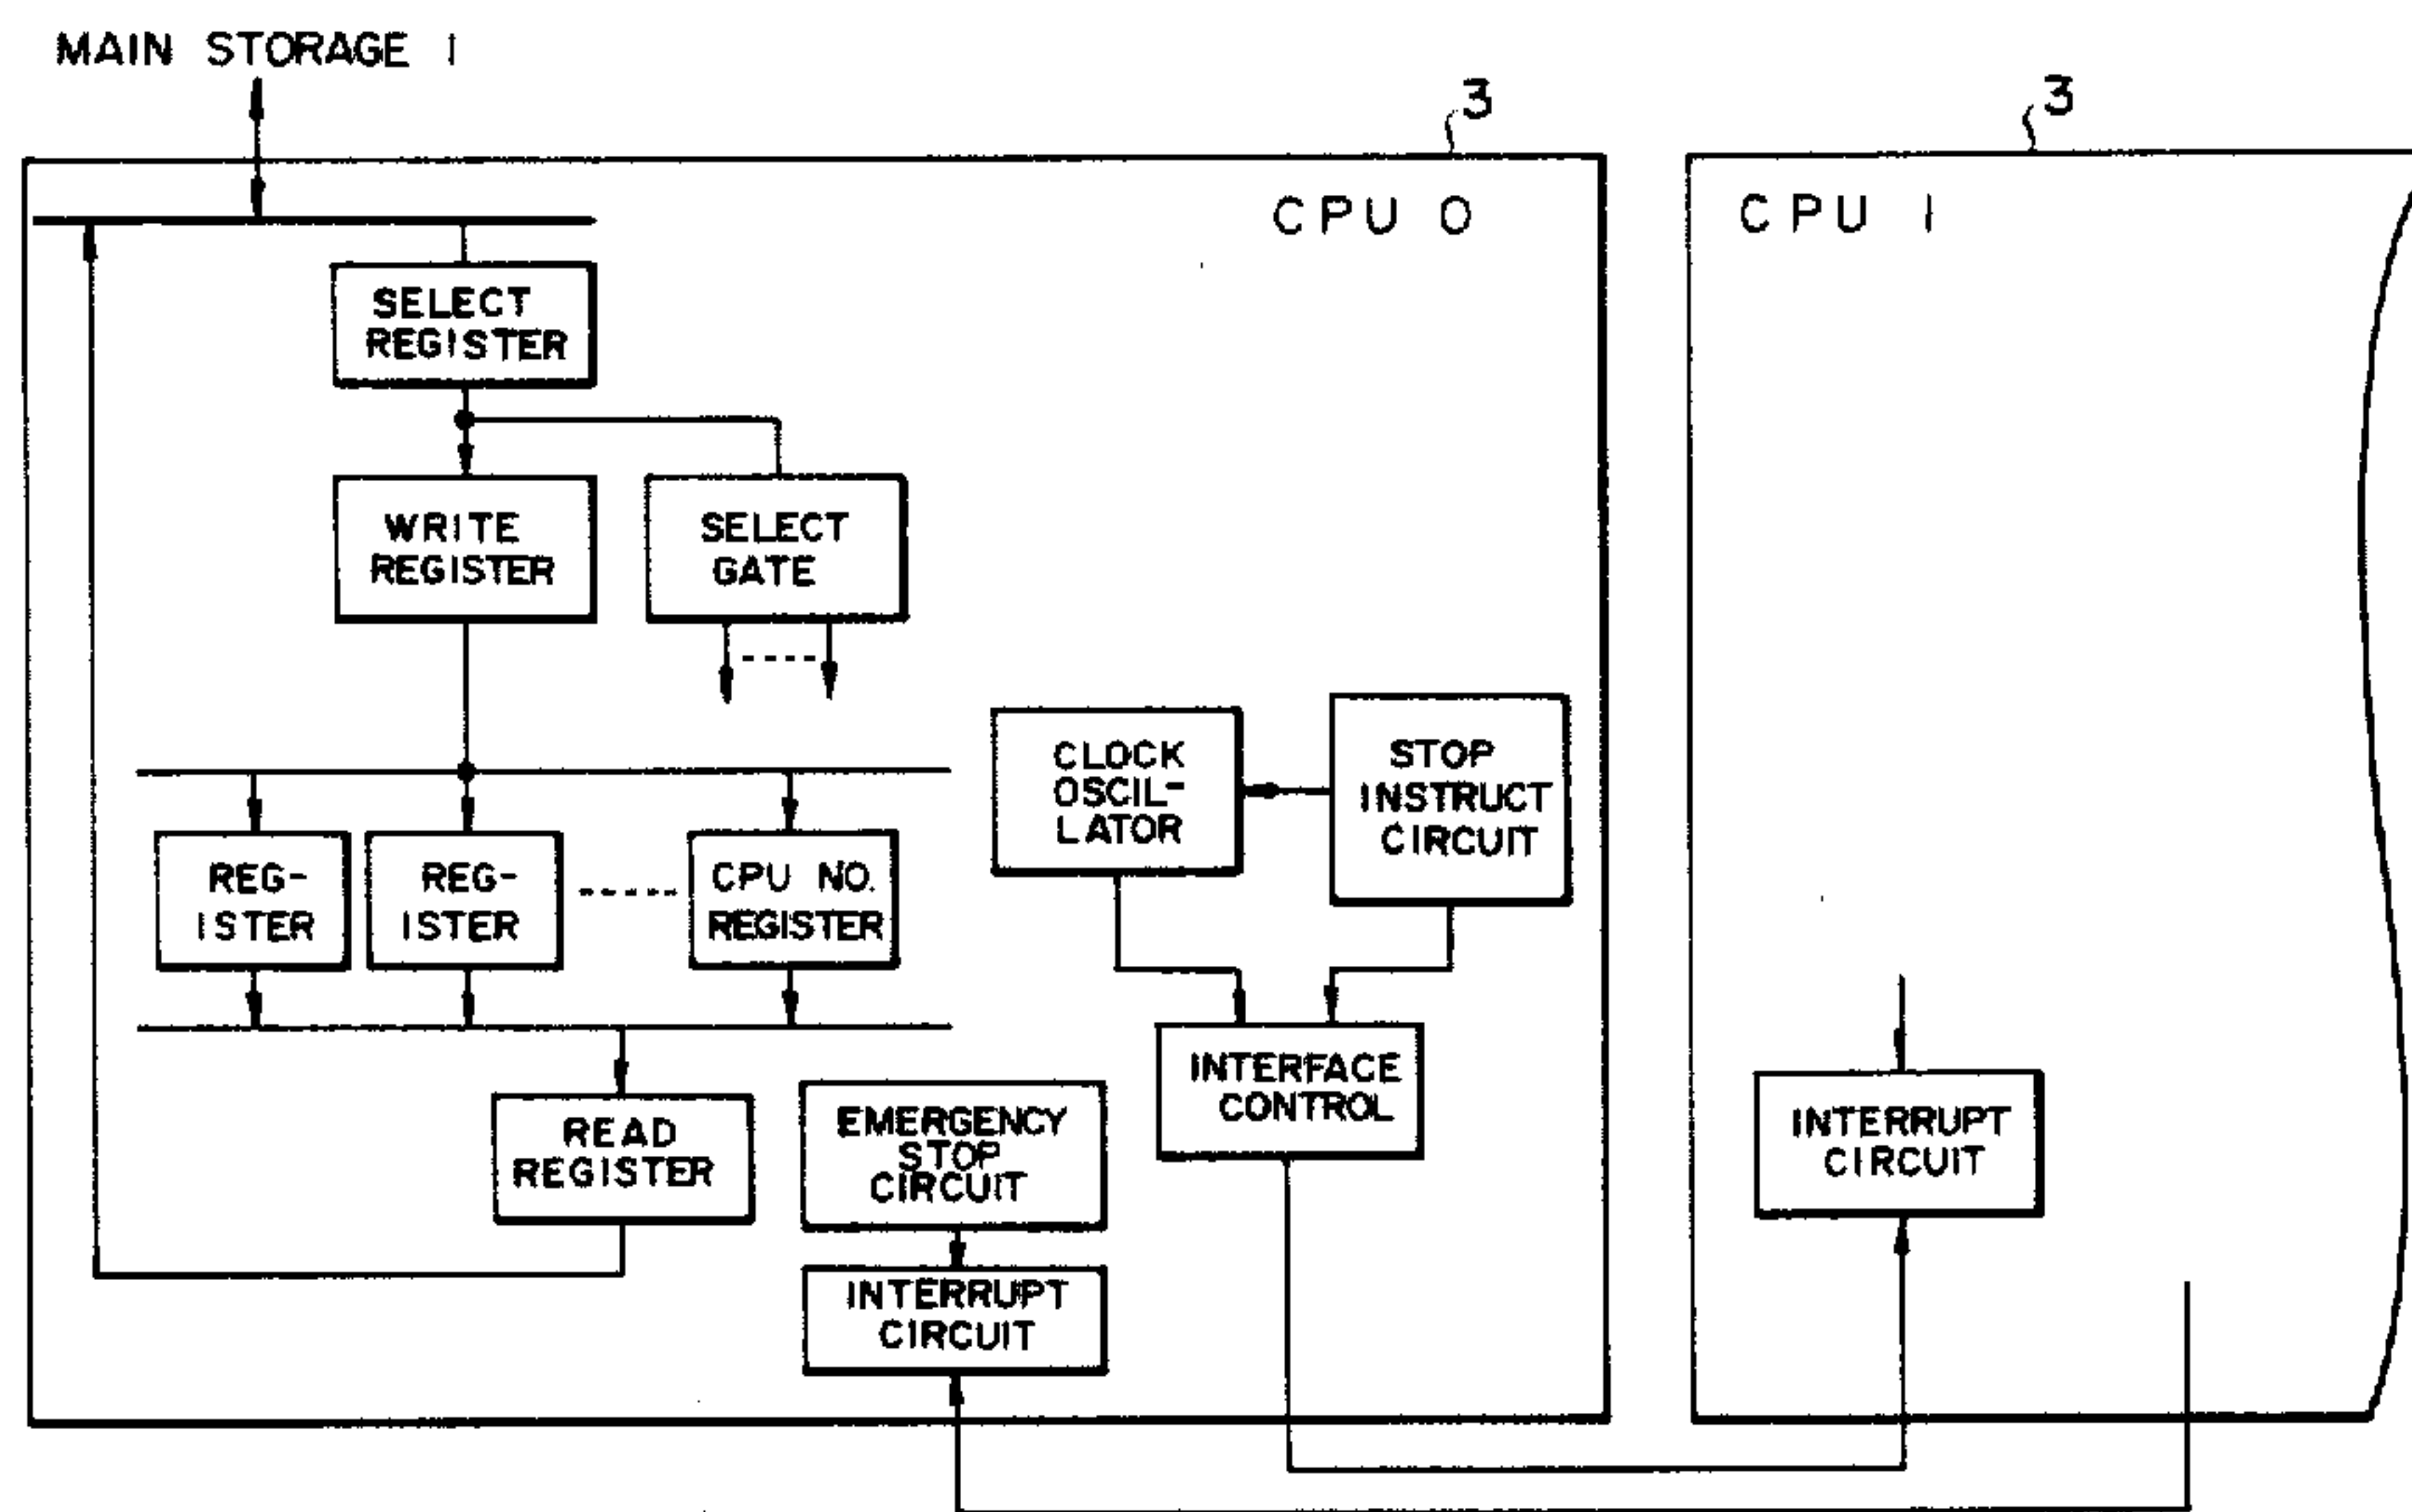 MAIN STORAGE 1
3
3
CPU 0
CPU 1
SELECT
REGISTER
WRITE
REGISTER
SELECT
GATE
CLOCK
OSCIL-
LATOR
STOP
INSTRUCT
CIRCUIT
REG-
ISTER
REG-
ISTER
CPU NO.
REGISTER
INTERFACE
CONTROL
READ
REGISTER
EMERGENCY
STOP
CIRCUIT
INTERRUPT
CIRCUIT
INTERRUPT
CIRCUIT